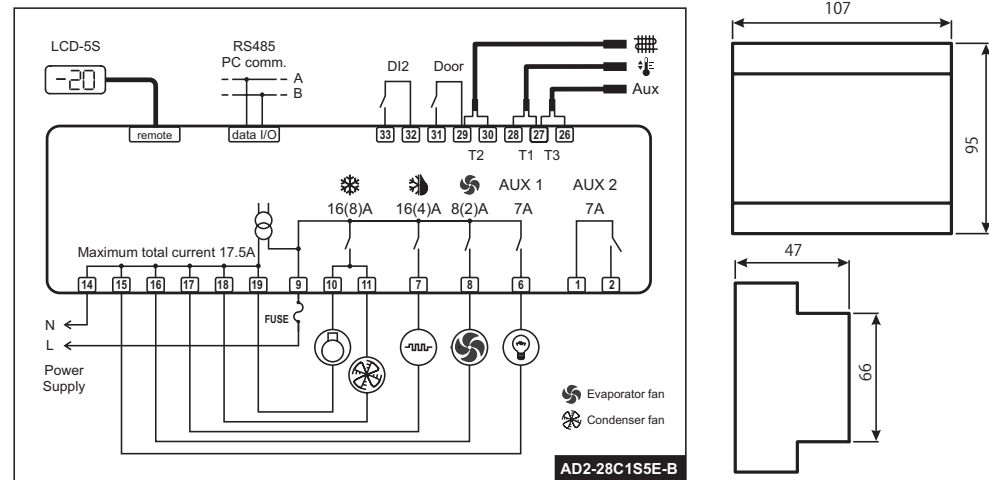 LCD-5S
-20
RS485
PC comm.
A
B
DI2
Door
Aux
remote
data I/O
33 32 31 29 30 28 27 26
T2 T1 T3
AUX 1 AUX 2
16(8)A 16(4)A 8(2)A 7A 7A
Maximum total current 17.5A
14 15 16 17 18 19 9 10 11 7 8 6 1 2
N
L
FUSE
Power
Supply
Evaporator fan
Condenser fan
AD2-28C1S5E-B
107
95
47
66